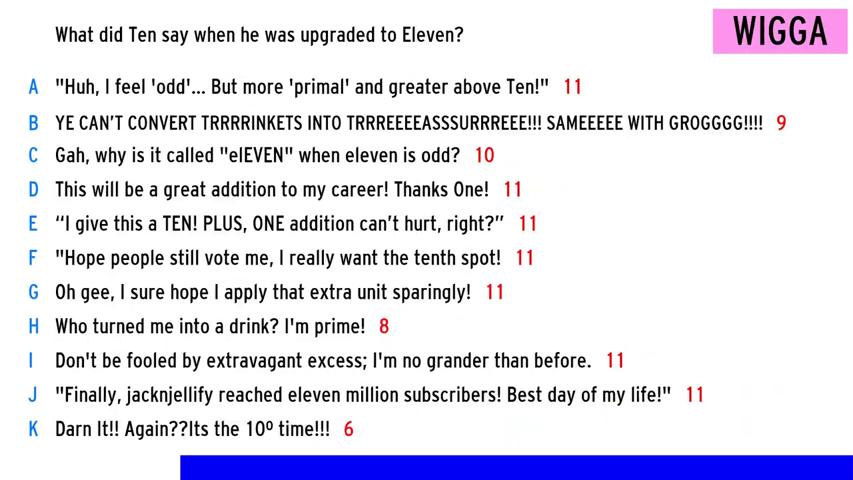 What did Ten say when he was upgraded to Eleven?
WIGGA
A "Huh, I feel 'odd'... But more 'primal' and greater above Ten!" 11
B YE CAN'T CONVERT TRRRRINKETS INTO TRRREEEEASSSURRREEE!!! SAMEEEEE WITH GROGGGG!!!! 9
C Gah, why is it called "elEVEN" when eleven is odd? 10
D This will be a great addition to my career! Thanks One! 11
E “I give this a TEN! PLUS, ONE addition can’t hurt, right?” 11
F "Hope people still vote me, I really want the tenth spot! 11
G Oh gee, I sure hope I apply that extra unit sparingly! 11
H Who turned me into a drink? I'm prime! 8
I Don't be fooled by extravagant excess; I'm no grander than before. 11
J "Finally, jacknjellify reached eleven million subscribers! Best day of my life!" 11
K Darn It!! Again??Its the 10º time!!! 6